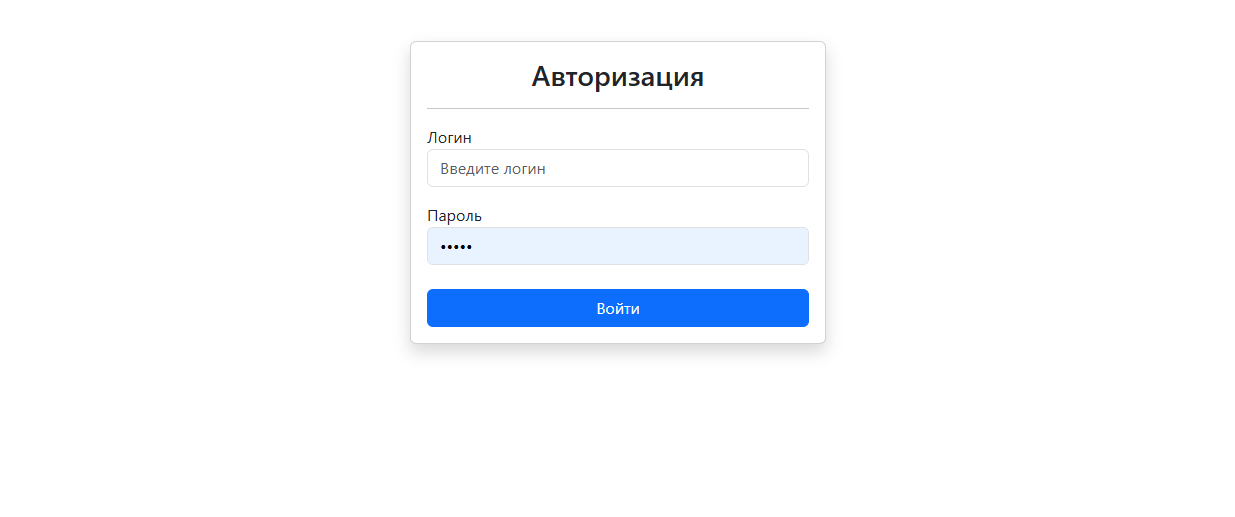 Авторизация
Логин
Введите логин
Пароль
•••••
Войти